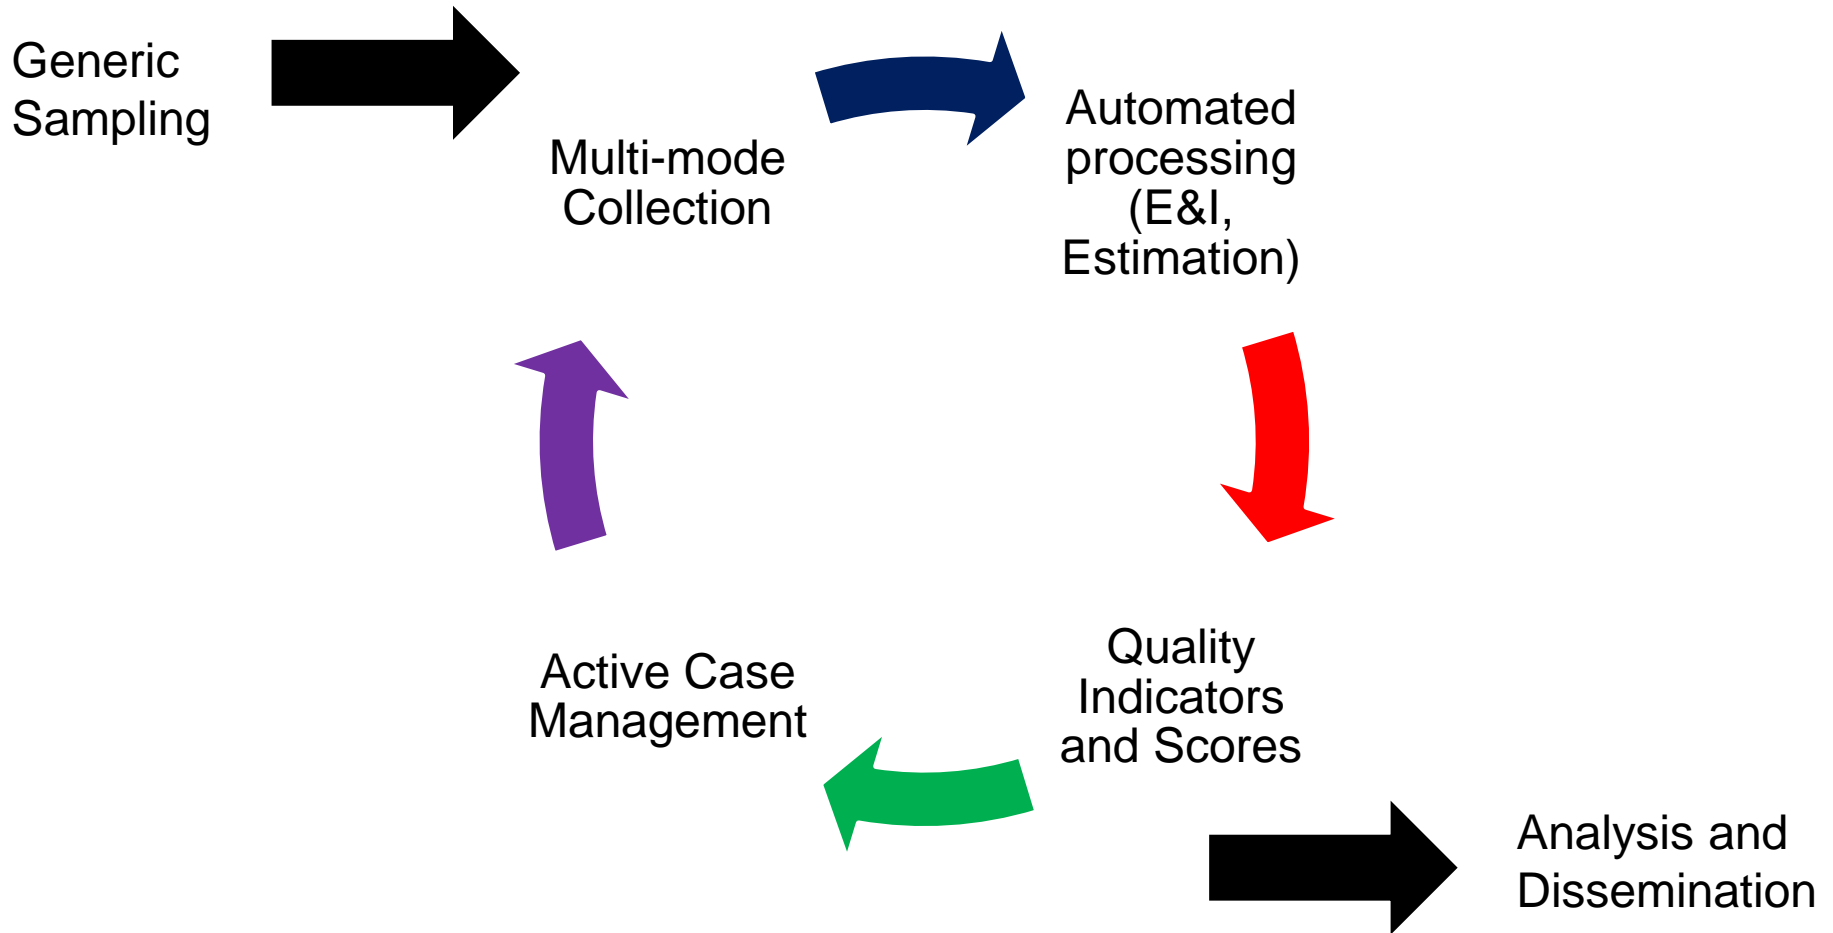 Generic
Sampling
Multi-mode
Collection
Automated
processing
(E&I,
Estimation)
Quality
Indicators
and Scores
Active Case
Management
Analysis and
Dissemination